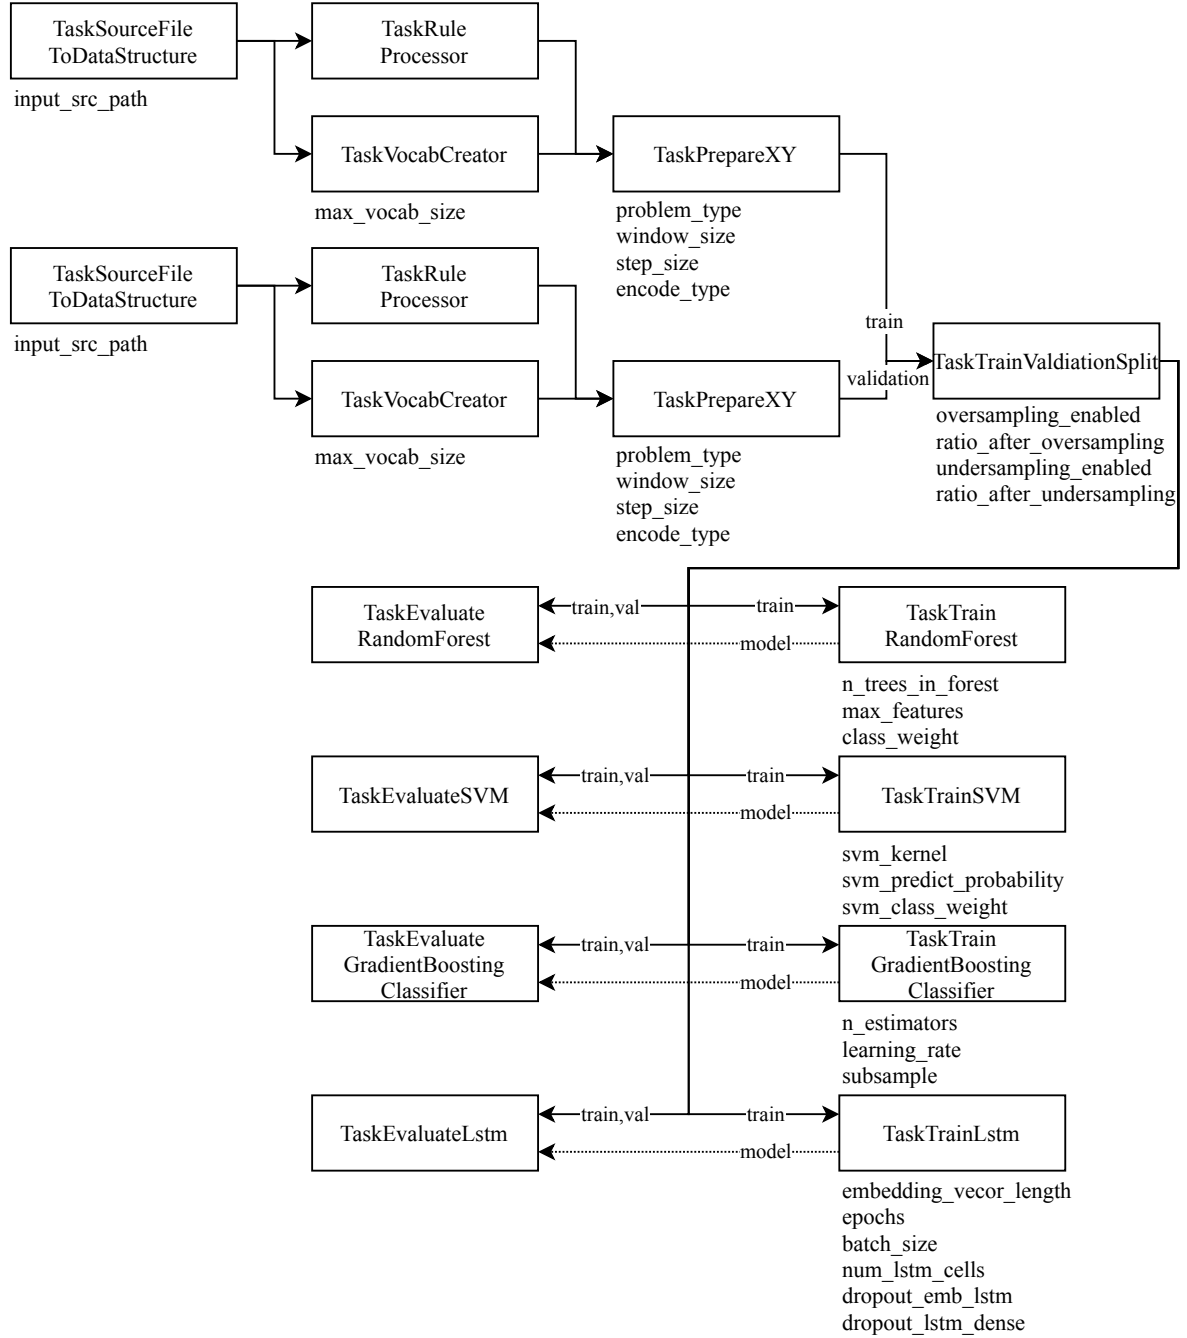 TaskSourceFile
ToDataStructure
input_src_path
TaskRule
Processor
TaskVocabCreator
max_vocab_size
TaskPrepareXY
problem_type
window_size
step_size
encode_type
TaskSourceFile
ToDataStructure
input_src_path
TaskRule
Processor
TaskVocabCreator
max_vocab_size
TaskPrepareXY
problem_type
window_size
step_size
encode_type
train
validation
TaskTrainValdiationSplit
oversampling_enabled
ratio_after_oversampling
undersampling_enabled
ratio_after_undersampling
TaskEvaluate
RandomForest
train,val
train
model
TaskTrain
RandomForest
n_trees_in_forest
max_features
class_weight
TaskEvaluateSVM
train,val
train
model
TaskTrainSVM
svm_kernel
svm_predict_probability
svm_class_weight
TaskEvaluate
GradientBoosting
Classifier
train,val
train
model
TaskTrain
GradientBoosting
Classifier
n_estimators
learning_rate
subsample
TaskEvaluateLstm
train,val
train
model
TaskTrainLstm
embedding_vecor_length
epochs
batch_size
num_lstm_cells
dropout_emb_lstm
dropout_lstm_dense